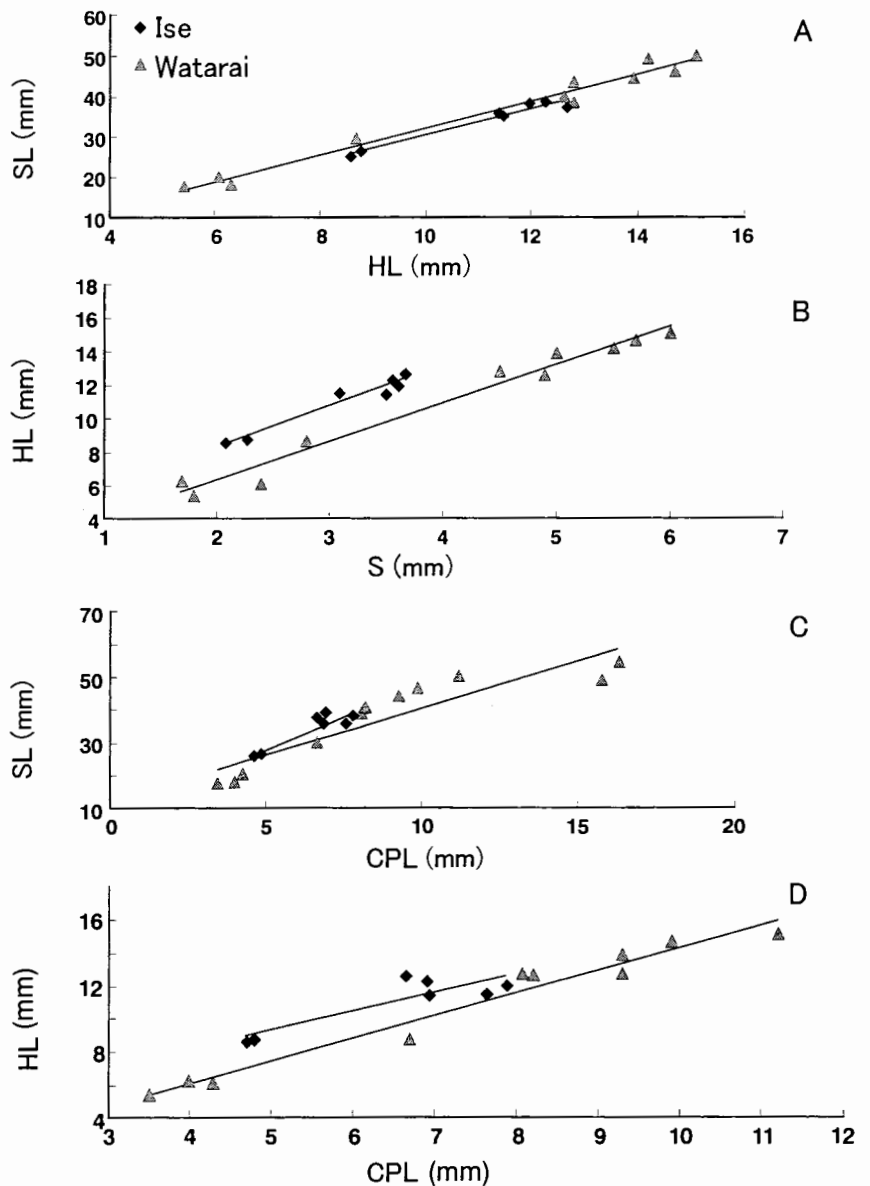 60
50
40
30
20
10
SL (mm)
◆ Ise
▲ Watarai
A
4 6 8 10 12 14 16
HL (mm)
18
16
14
12
10
8
6
4
HL (mm)
B
1 2 3 4 5 6 7
S (mm)
70
50
30
10
SL (mm)
C
0 5 10 15 20
CPL (mm)
16
12
8
4
HL (mm)
D
3 4 5 6 7 8 9 10 11 12
CPL (mm)